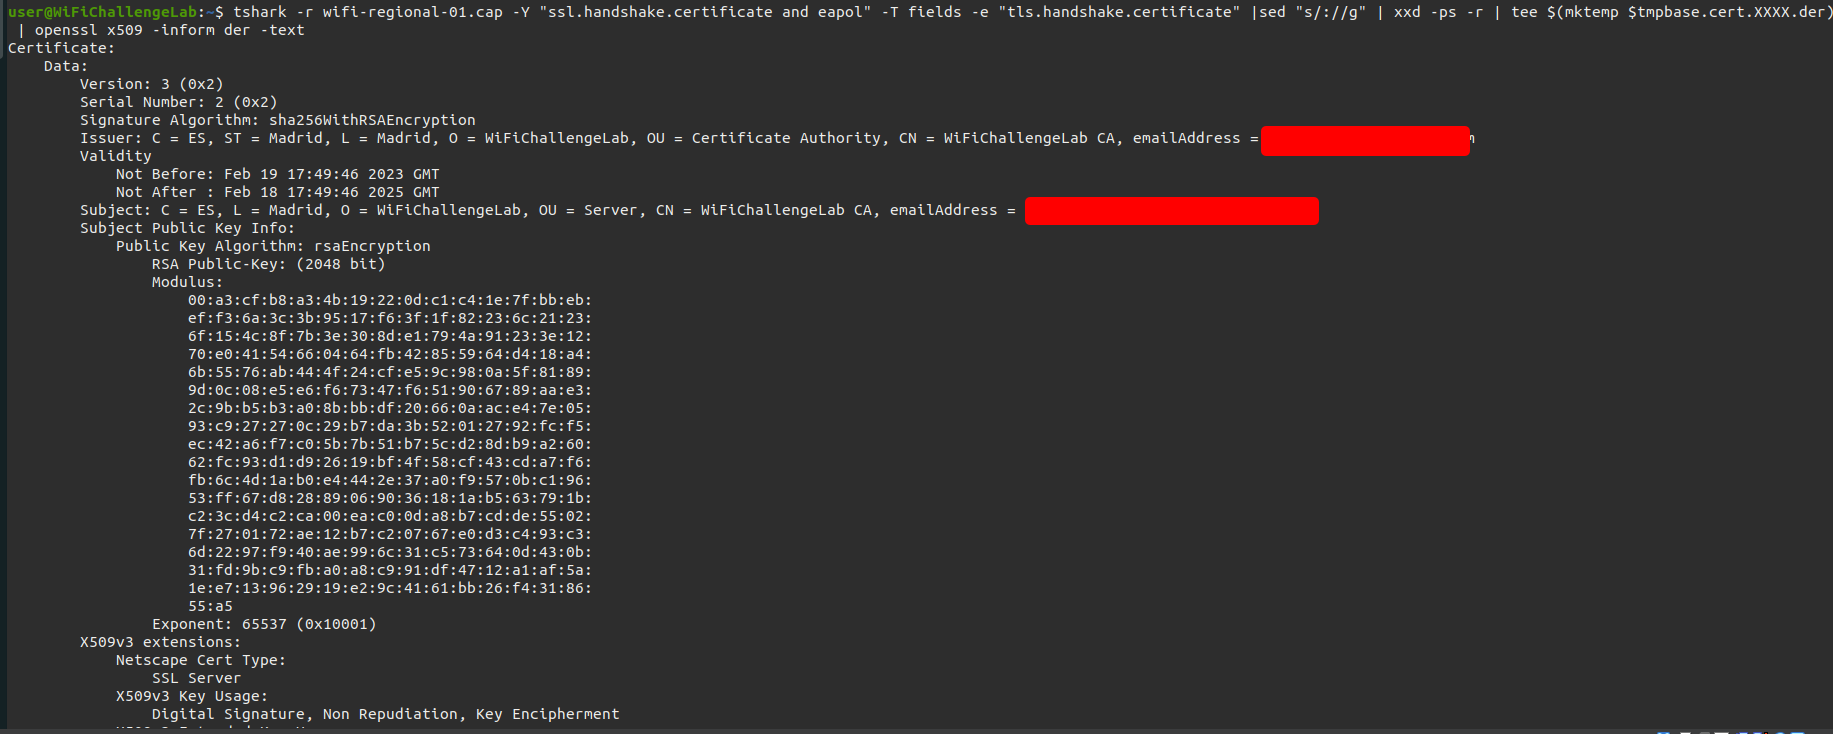 user@WiFiChallengeLab:~$ tshark -r wifi-regional-01.cap -Y "ssl.handshake.certificate and eapol" -T fields -e "tls.handshake.certificate" |sed "s/://g" | xxd -ps -r | tee $(mktemp $tmpbase.cert.XXXX.der)
| openssl x509 -inform der -text
Certificate:
Data:
Version: 3 (0x2)
Serial Number: 2 (0x2)
Signature Algorithm: sha256WithRSAEncryption
Issuer: C = ES, ST = Madrid, L = Madrid, O = WiFiChallengeLab, OU = Certificate Authority, CN = WiFiChallengeLab CA, emailAddress =
Validity
Not Before: Feb 19 17:49:46 2023 GMT
Not After : Feb 18 17:49:46 2025 GMT
Subject: C = ES, L = Madrid, O = WiFiChallengeLab, OU = Server, CN = WiFiChallengeLab CA, emailAddress =
Subject Public Key Info:
Public Key Algorithm: rsaEncryption
RSA Public-Key: (2048 bit)
Modulus:
00:a3:cf:b8:a3:4b:19:22:0d:c1:c4:1e:7f:bb:eb:
ef:f3:6a:3c:3b:95:17:f6:3f:1f:82:23:6c:21:23:
6f:15:4c:8f:7b:3e:30:8d:e1:79:4a:91:23:3e:12:
70:e0:41:54:66:04:64:fb:42:85:59:64:d4:18:a4:
6b:55:76:ab:44:4f:24:cf:e5:9c:98:0a:5f:81:89:
9d:0c:08:e5:e6:f6:73:47:f6:51:90:67:89:aa:e3:
2c:9b:b5:b3:a0:8b:bb:df:20:66:0a:ac:e4:7e:05:
93:c9:27:27:0c:29:b7:da:3b:52:01:27:92:fc:f5:
ec:42:a6:f7:c0:5b:7b:51:b7:5c:d2:8d:b9:a2:60:
62:fc:93:d1:d9:26:19:bf:4f:58:cf:43:cd:a7:f6:
fb:6c:4d:1a:b0:e4:44:2e:37:a0:f9:57:0b:c1:96:
53:ff:67:d8:28:89:06:90:36:18:1a:b5:63:79:1b:
c2:3c:d4:c2:ca:00:ea:c0:0d:a8:b7:cd:de:55:02:
7f:27:01:72:ae:12:b7:c2:07:67:e0:d3:c4:93:c3:
6d:22:97:f9:40:ae:99:6c:31:c5:73:64:0d:43:0b:
31:fd:9b:c9:fb:a0:a8:c9:91:df:47:12:a1:af:5a:
1e:e7:13:96:29:19:e2:9c:41:61:bb:26:f4:31:86:
55:a5
Exponent: 65537 (0x10001)
X509v3 extensions:
Netscape Cert Type:
SSL Server
X509v3 Key Usage:
Digital Signature, Non Repudiation, Key Encipherment